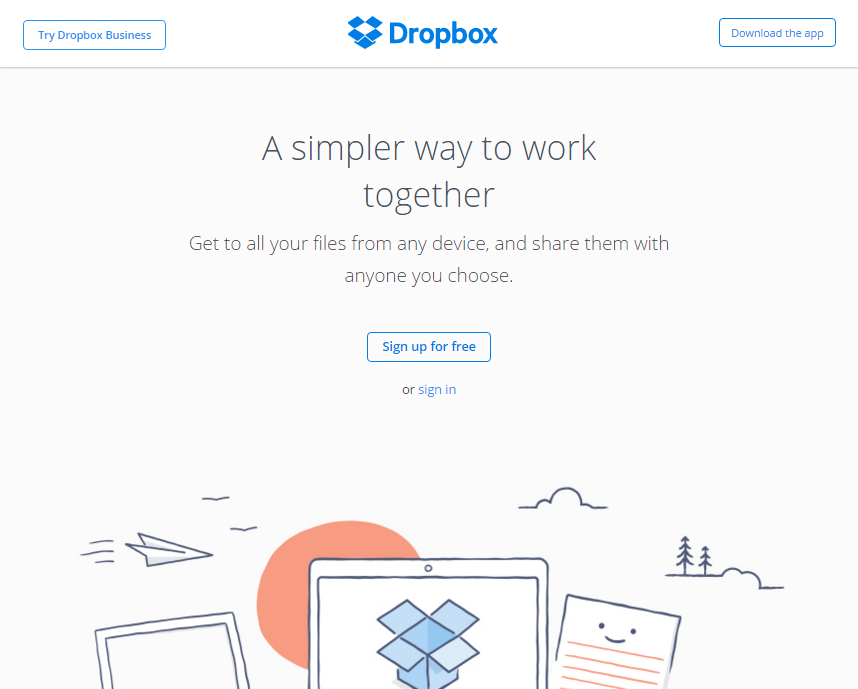 Try Dropbox Business
Dropbox
Download the app
A simpler way to work
together
Get to all your files from any device, and share them with
anyone you choose.
Sign up for free
or sign in